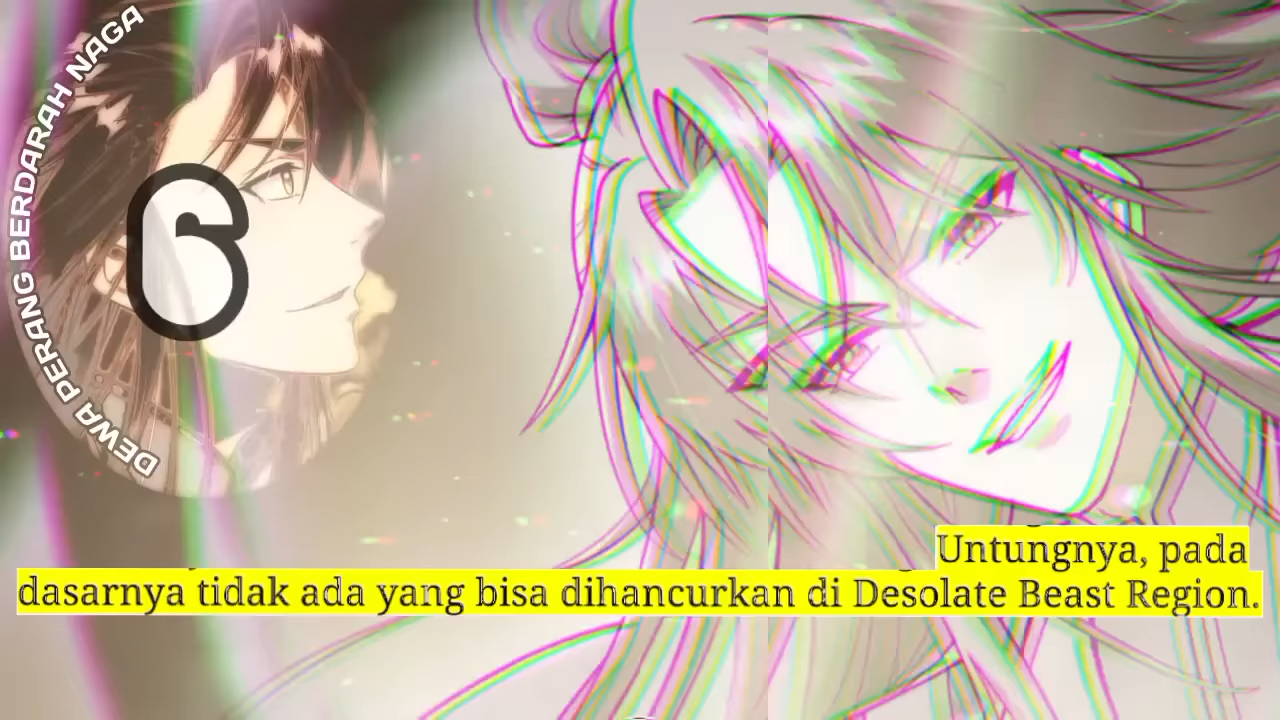 DEWA PERANG BERDARAH NAGA
6
Untungnya, pada
dasarnya tidak ada yang bisa dihancurkan di Desolate Beast Region.